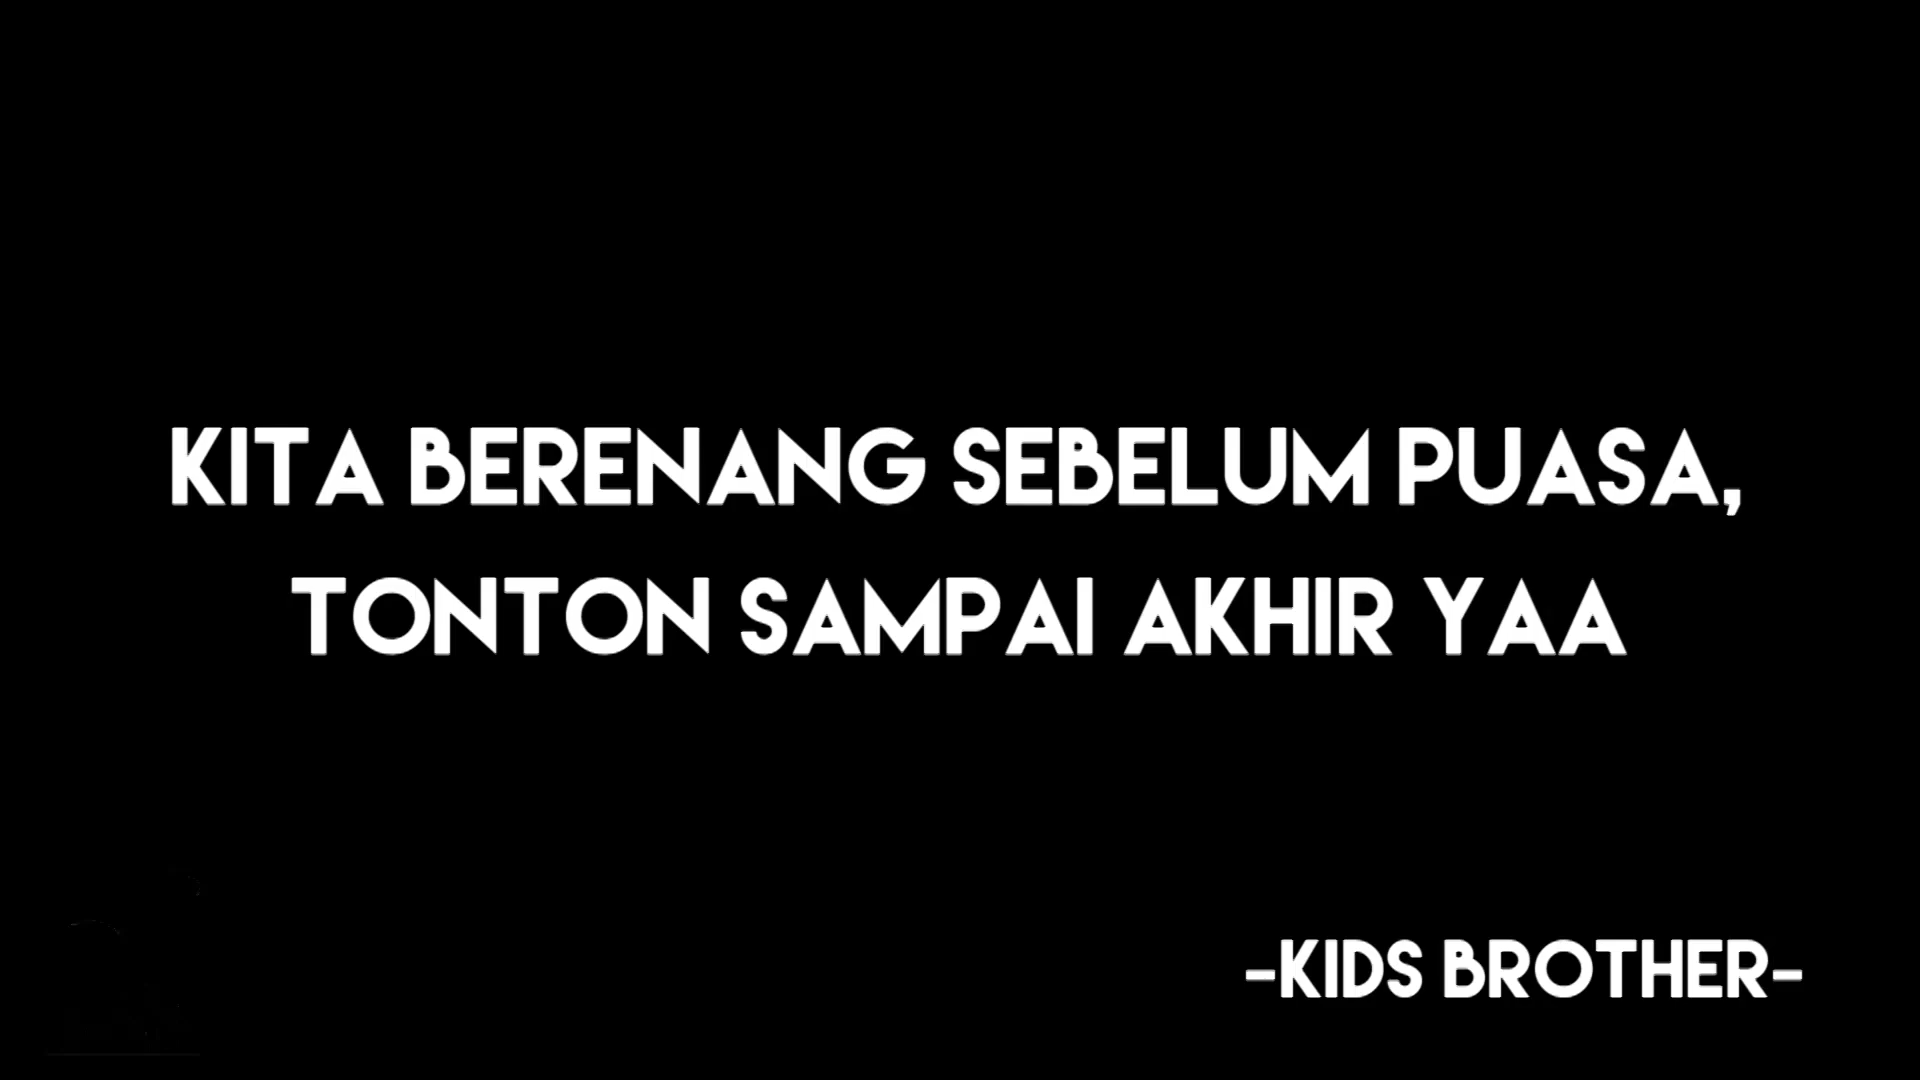 KITA BERENANG SEBELUM PUASA,
TONTON SAMPAI AKHIR YAA
-KIDS BROTHER-